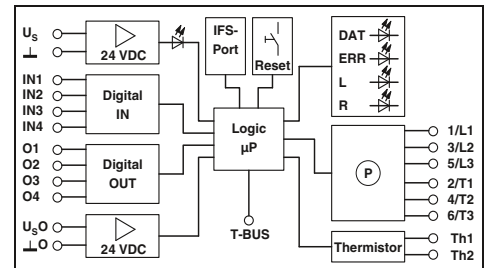 US
⊥
24 VDC
IFS-
Port
Reset
DAT
ERR
L
R
IN1
IN2
IN3
IN4
Digital
IN
Logic
µP
O1
O2
O3
O4
Digital
OUT
P
1/L1
3/L2
5/L3
2/T1
4/T2
6/T3
USO
⊥O
24 VDC
T-BUS
Thermistor
Th1
Th2